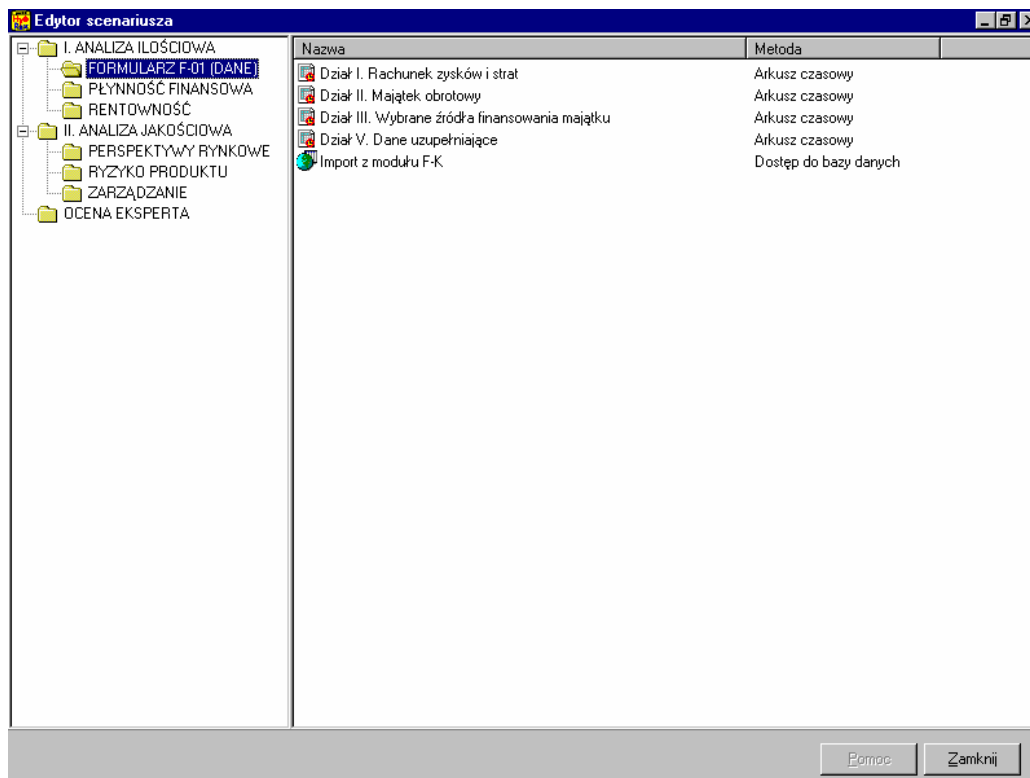 Edytor scenariusza
I. ANALIZA ILOŚCIOWA
FORMULARZ F-01 (DANE)
PŁYNNOŚĆ FINANSOWA
RENTOWNOŚĆ
II. ANALIZA JAKOŚCIOWA
PERSPEKTYWY RYNKOWE
RYZYKO PRODUKTU
ZARZĄDZANIE
OCENA EKSPERTA
Nazwa Metoda
Dział I. Rachunek zysków i strat Arkusz czasowy
Dział II. Majątek obrotowy Arkusz czasowy
Dział III. Wybrane źródła finansowania majątku Arkusz czasowy
Dział V. Dane uzupełniające Arkusz czasowy
Import z modułu F-K Dostęp do bazy danych
Pomoc Zamknij